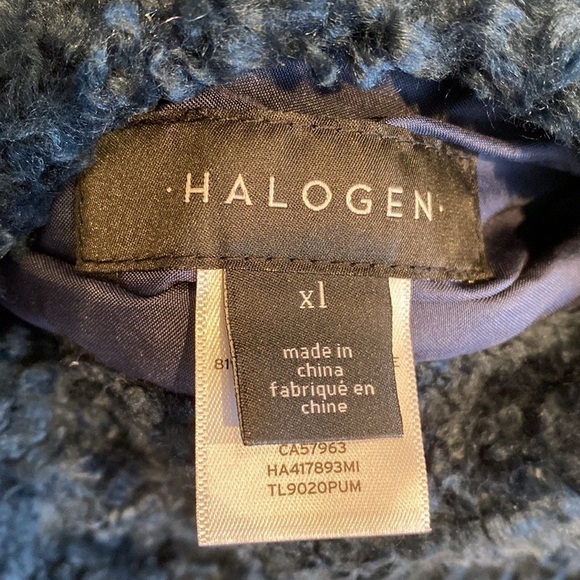 ·HALOGEN·
xl
made in
china
fabriqué en
chine
CA57963
HA417893MI
TL9020PUM